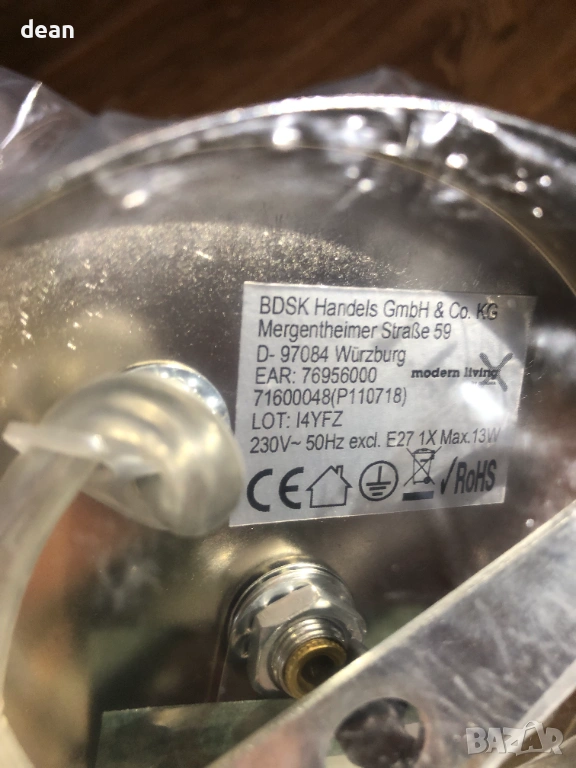 dean
BDSK Handels GmbH & Co. KG
Mergentheimer Straße 59
D- 97084 Würzburg
EAR: 76956000
modern living
71600048(P110718)
LOT: I4YFZ
230V~ 50Hz excl. E27 1X Max.13W
CE
RoHS
BAZAR